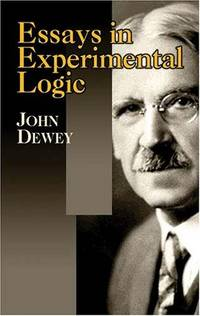 Essays in
Experimental
Logic
JOHN
DEWEY